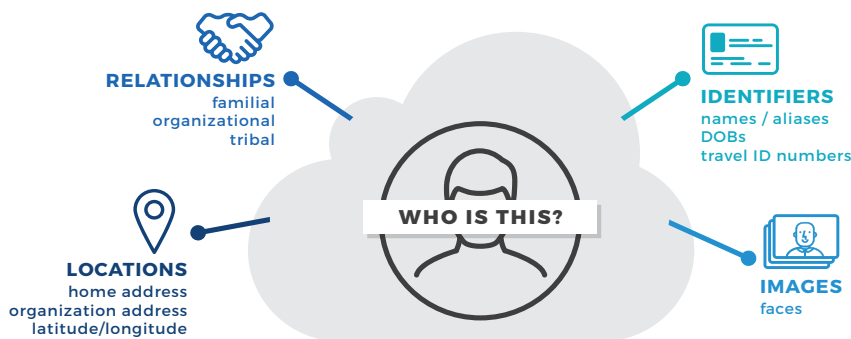 RELATIONSHIPS
familial
organizational
tribal
IDENTIFIERS
names / aliases
DOBs
travel ID numbers
WHO IS THIS?
LOCATIONS
home address
organization address
latitude/longitude
IMAGES
faces